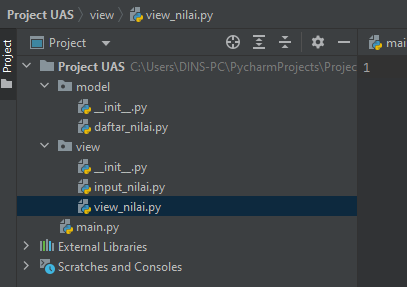 Project UAS view view_nilai.py
Project
Project mai
Project UAS C:\Users\DINS-PC\PycharmProjects\Projec
1
model
__init__.py
daftar_nilai.py
view
__init__.py
input_nilai.py
view_nilai.py
main.py
External Libraries
Scratches and Consoles